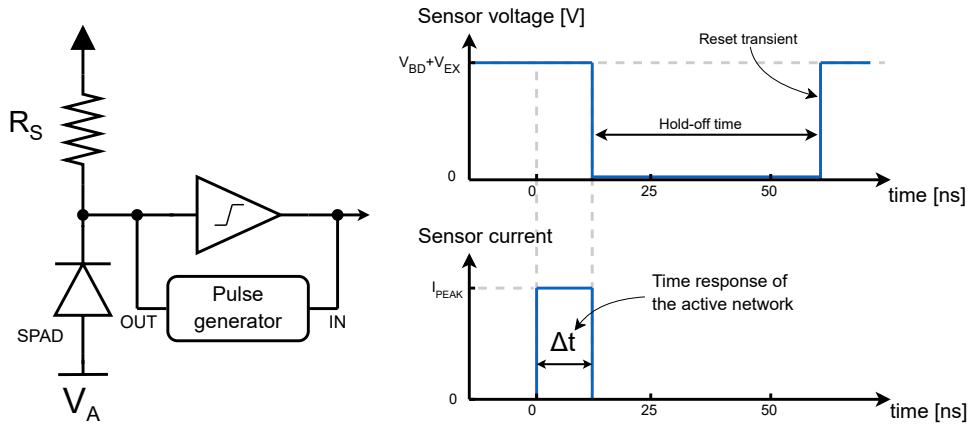 R_S
SPAD
V_A
OUT
Pulse
generator
IN
Sensor voltage [V]
V_BD+V_EX
Reset transient
Hold-off time
0
0
25
50
time [ns]
Sensor current
I_PEAK
Time response of
the active network
Δt
0
0
25
50
time [ns]